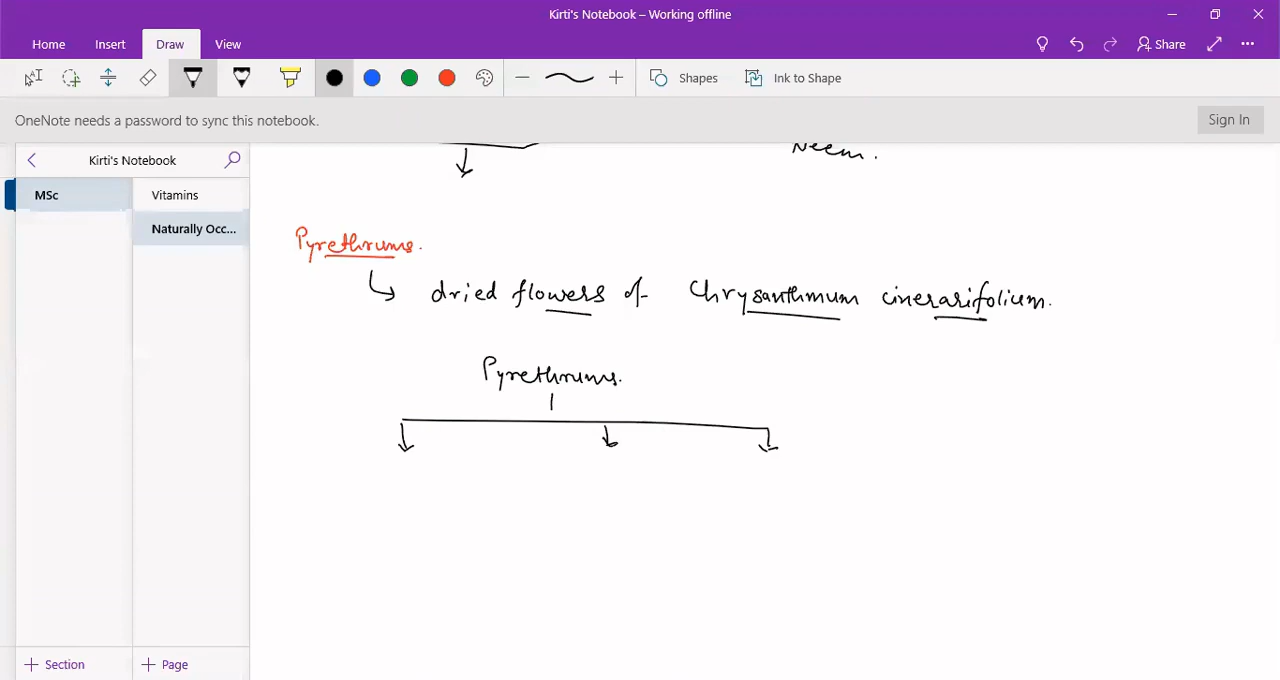 Kirti's Notebook – Working offline
Home Insert Draw View Share
Shapes Ink to Shape
OneNote needs a password to sync this notebook. Sign In
Kirti's Notebook
MSc Vitamins
Naturally Occ...
Neem.
Pyrethrums.
dried flowers of Chrysanthmum cinerarifolium.
Pyrethrums.
Section Page